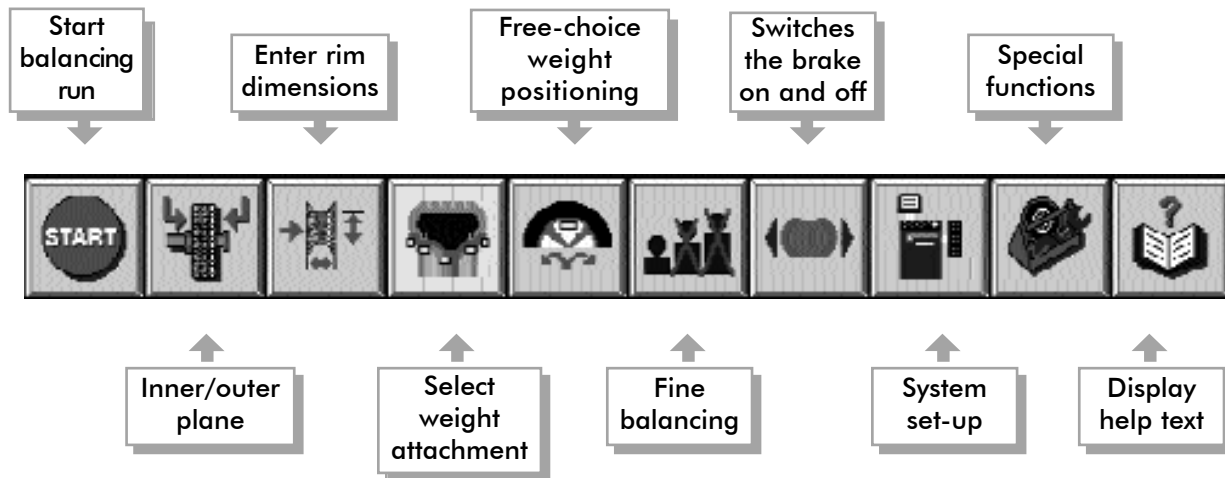 Start
balancing
run
Enter rim
dimensions
Free-choice
weight
positioning
Switches
the brake
on and off
Special
functions
START
?
Inner/outer
plane
Select
weight
attachment
Fine
balancing
System
set-up
Display
help text